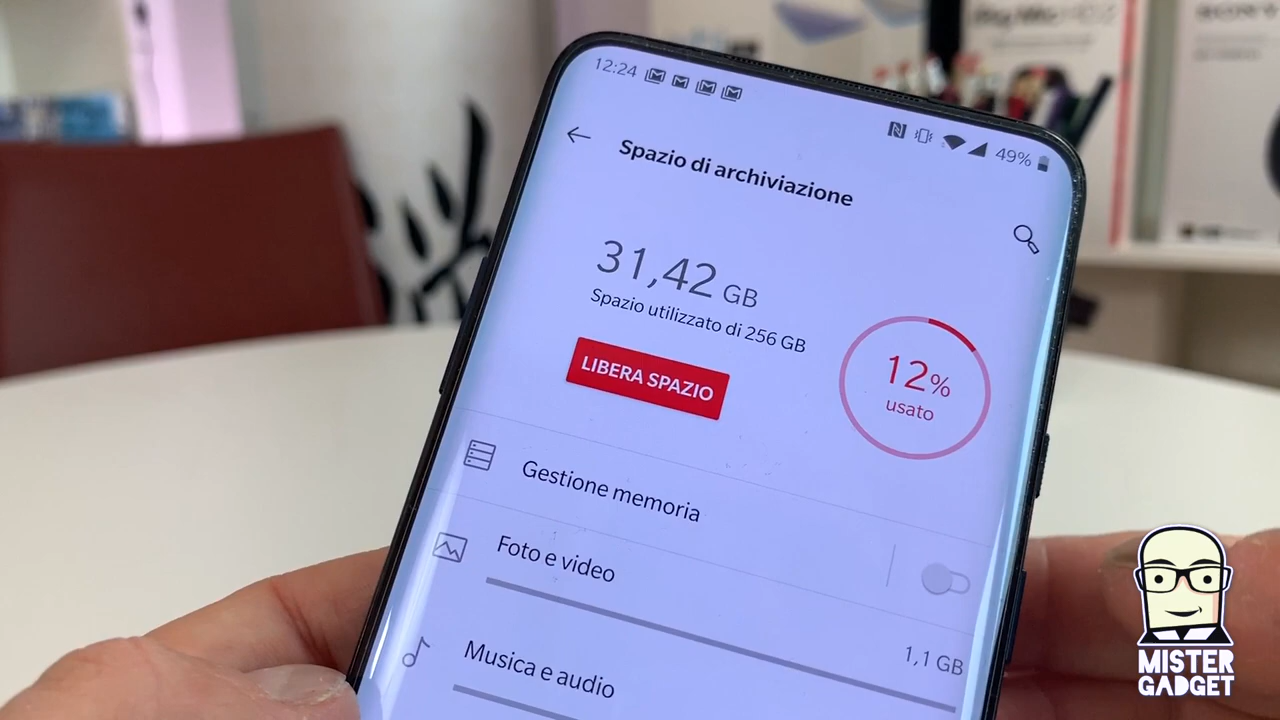 12:24
49%
Spazio di archiviazione
31,42 GB
Spazio utilizzato di 256 GB
LIBERA SPAZIO
12%
usato
Gestione memoria
Foto e video
1,1 GB
Musica e audio
SONY
MISTER
GADGET